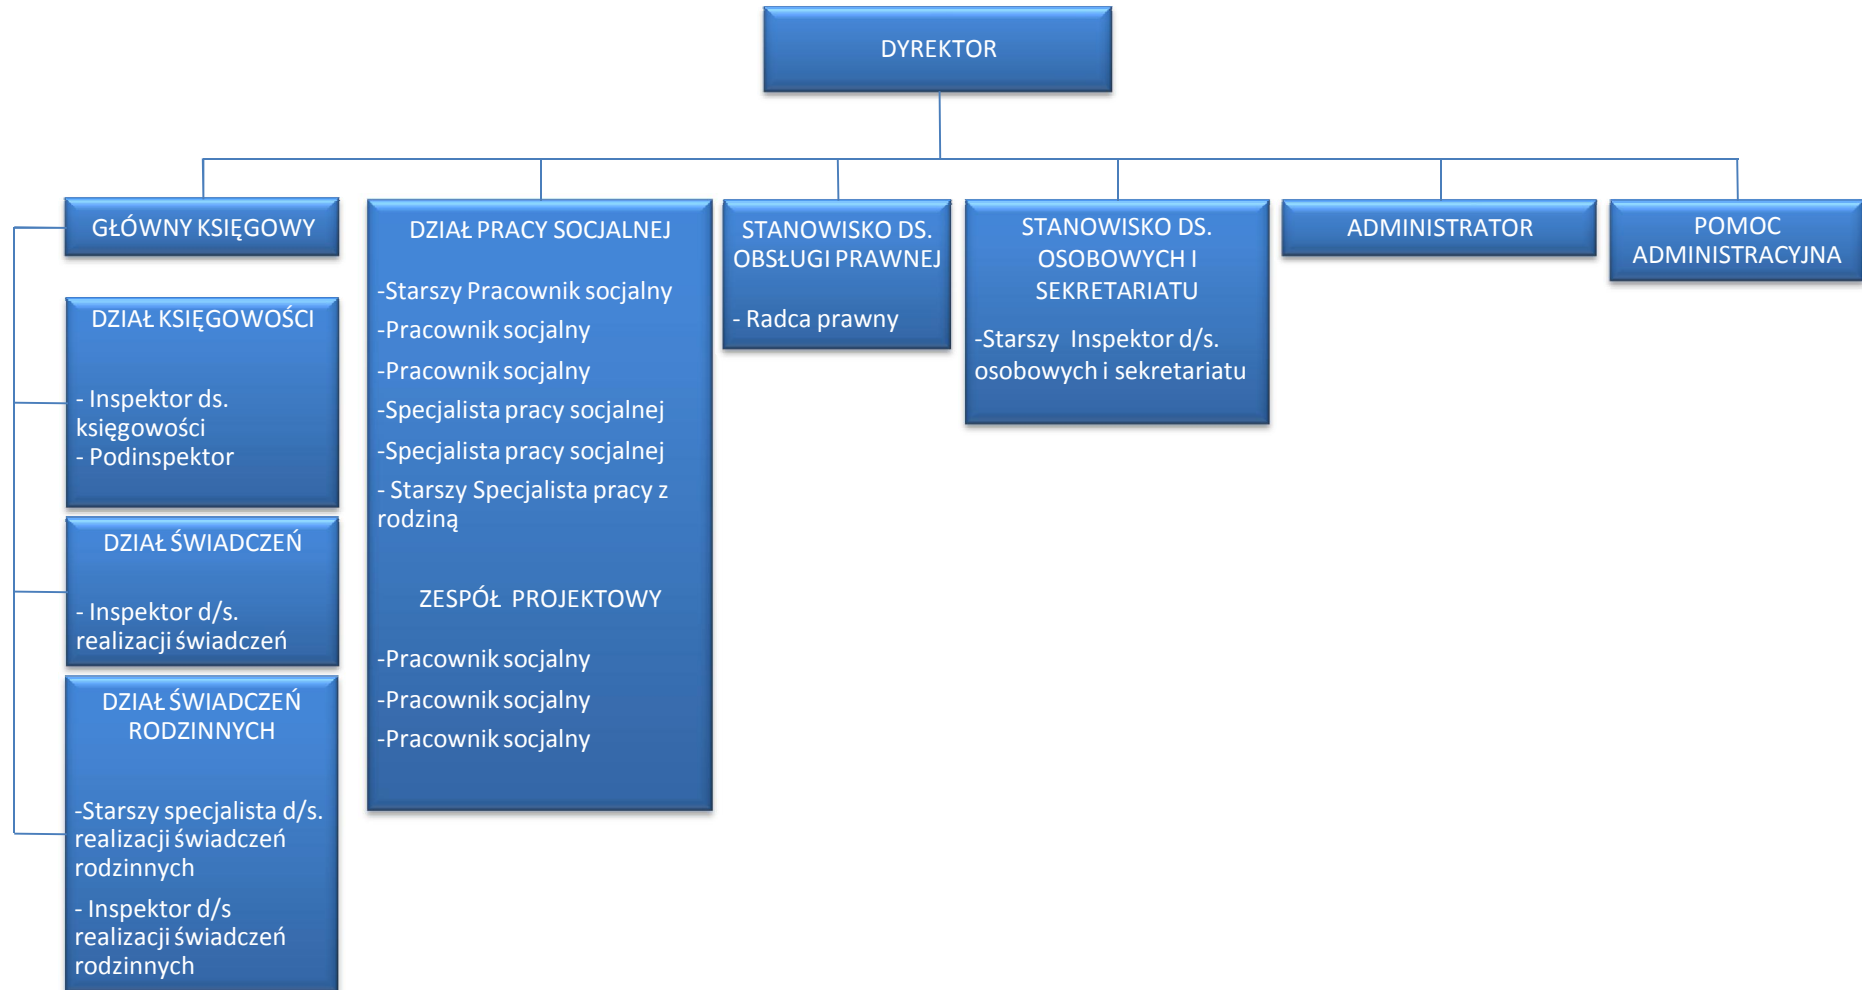 DYREKTOR
GŁÓWNY KSIĘGOWY
DZIAŁ KSIĘGOWOŚCI
- Inspektor ds.
księgowości
- Podinspektor
DZIAŁ ŚWIADCZEŃ
- Inspektor d/s.
realizacji świadczeń
DZIAŁ ŚWIADCZEŃ
RODZINNYCH
-Starszy specjalista d/s.
realizacji świadczeń
rodzinnych
- Inspektor d/s
realizacji świadczeń
rodzinnych
DZIAŁ PRACY SOCJALNEJ
-Starszy Pracownik socjalny
-Pracownik socjalny
-Pracownik socjalny
-Specjalista pracy socjalnej
-Specjalista pracy socjalnej
- Starszy Specjalista pracy z
rodziną
ZESPÓŁ PROJEKTOWY
-Pracownik socjalny
-Pracownik socjalny
-Pracownik socjalny
STANOWISKO DS.
OBSŁUGI PRAWNEJ
- Radca prawny
STANOWISKO DS.
OSOBOWYCH I
SEKRETARIATU
-Starszy Inspektor d/s.
osobowych i sekretariatu
ADMINISTRATOR
POMOC
ADMINISTRACYJNA